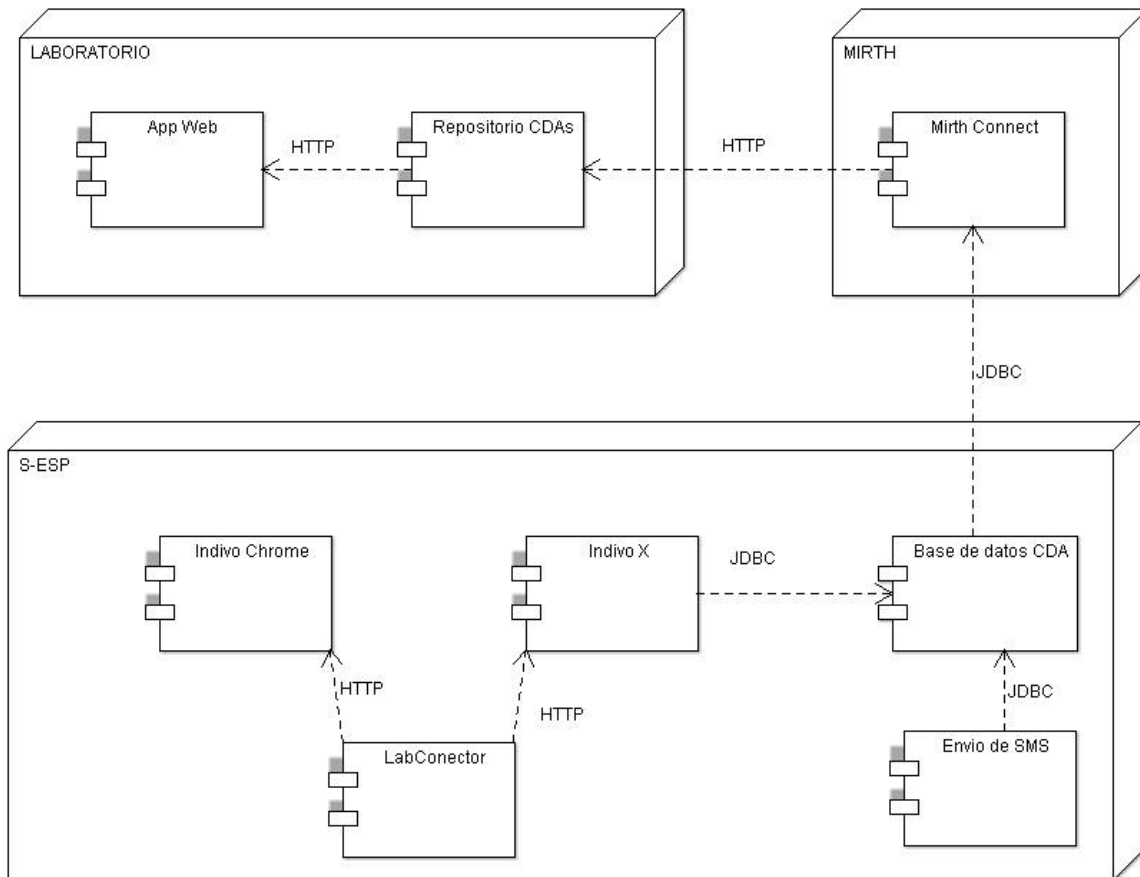 LABORATORIO
MIRTH
App Web
HTTP
Repositorio CDAs
HTTP
Mirth Connect
JDBC
S-ESP
Indivo Chrome
Indivo X
JDBC
Base de datos CDA
HTTP
HTTP
JDBC
LabConector
Envio de SMS